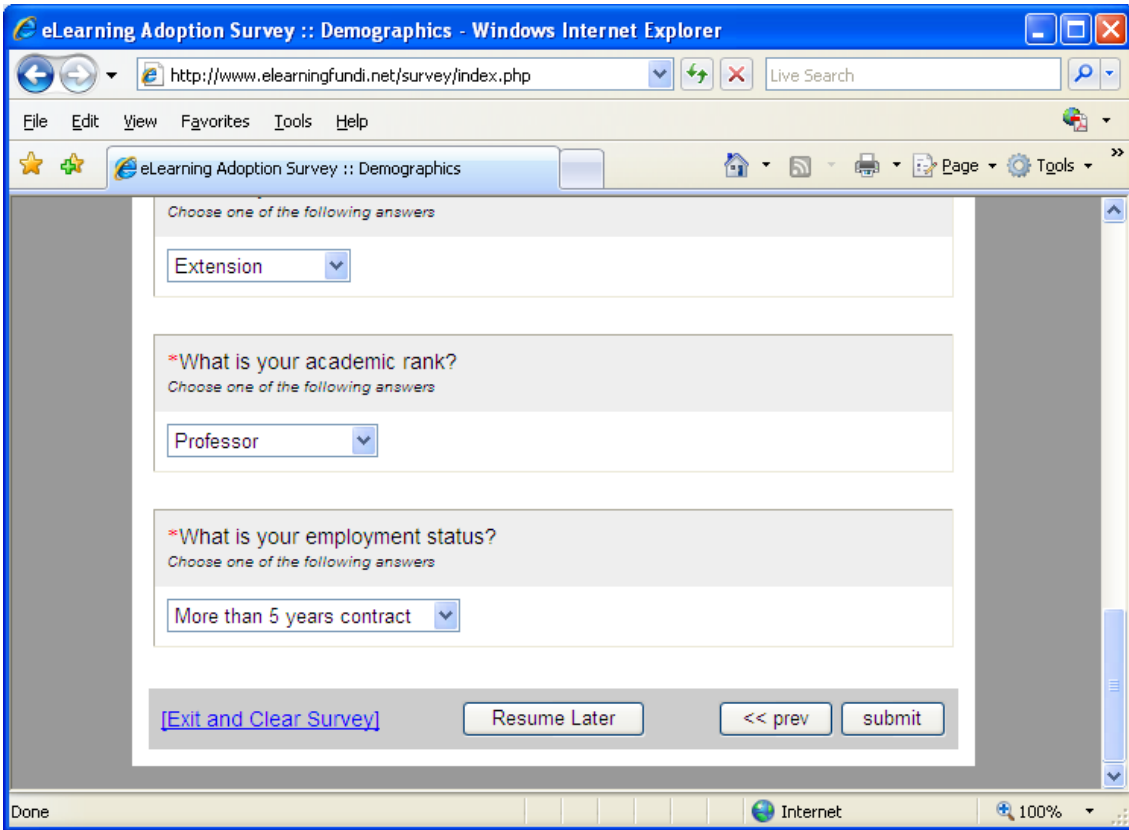 eLearning Adoption Survey :: Demographics - Windows Internet Explorer
http://www.elearningfundi.net/survey/index.php
Live Search
File Edit View Favorites Tools Help
eLearning Adoption Survey :: Demographics
Page Tools »
Choose one of the following answers
Extension
*What is your academic rank?
Choose one of the following answers
Professor
*What is your employment status?
Choose one of the following answers
More than 5 years contract
[Exit and Clear Survey] Resume Later << prev submit
Done Internet 100%